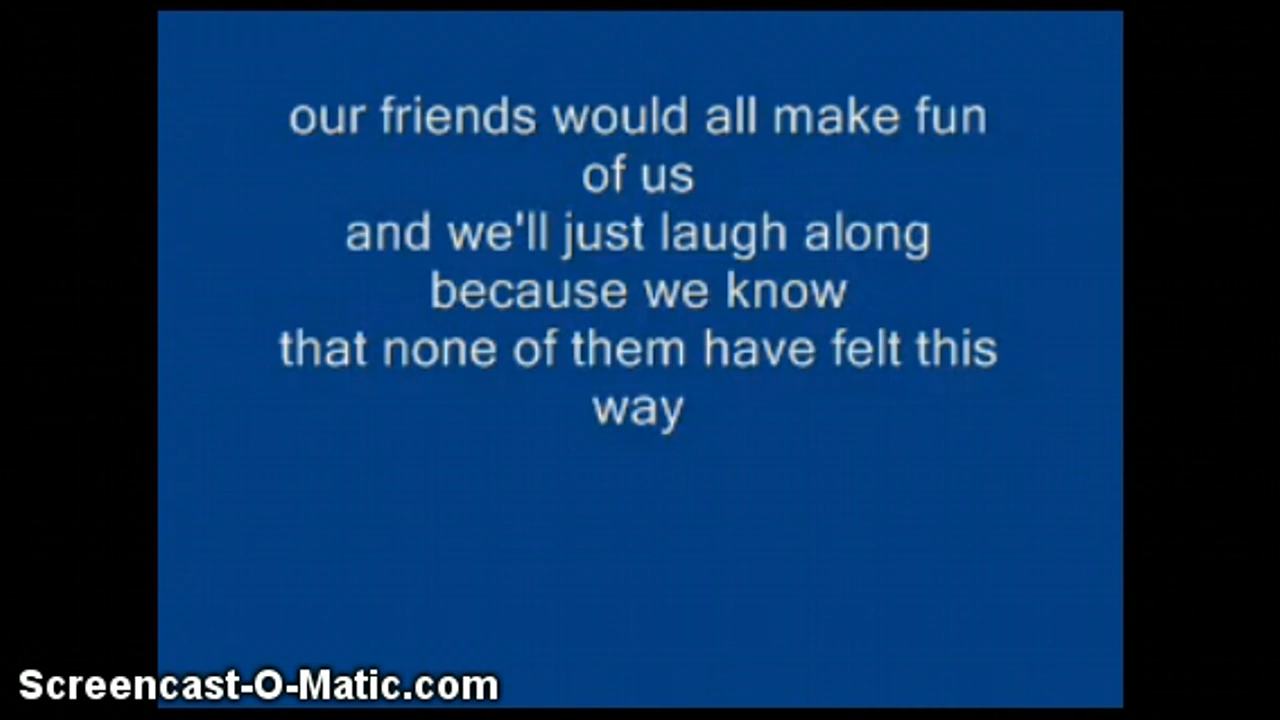 our friends would all make fun
of us
and we'll just laugh along
because we know
that none of them have felt this
way
Screencast-O-Matic.com